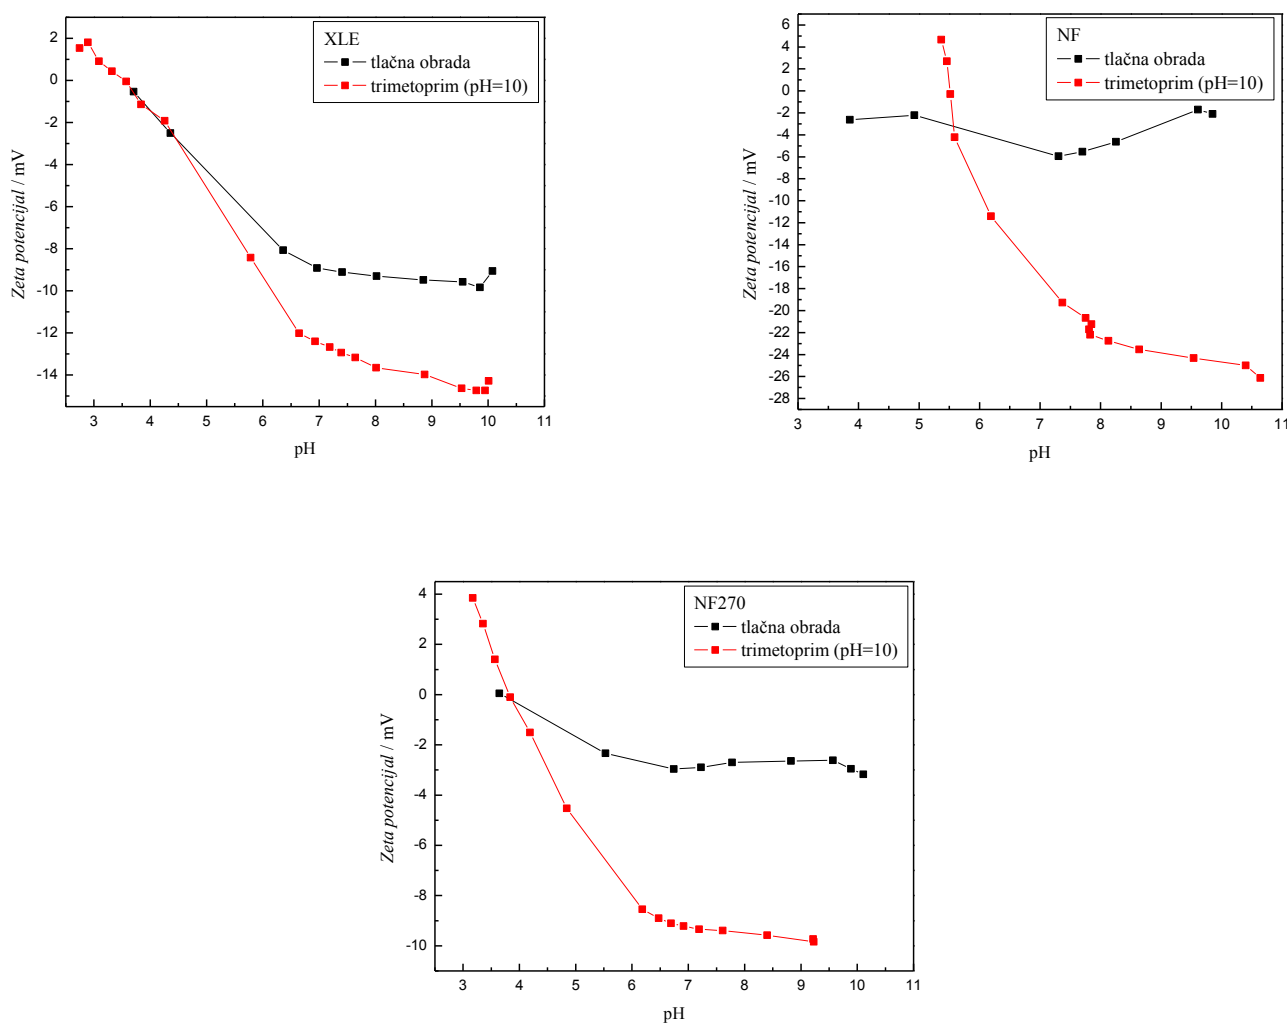 XLE
tlačna obrada
trimetoprim (pH=10)
2
0
-2
-4
-6
-8
-10
-12
-14
3 4 5 6 7 8 9 10 11
Zeta potencijal / mV
pH
NF
tlačna obrada
trimetoprim (pH=10)
6
4
2
0
-2
-4
-6
-8
-10
-12
-14
-16
-18
-20
-22
-24
-26
-28
3 4 5 6 7 8 9 10 11
Zeta potencijal / mV
pH
NF270
tlačna obrada
trimetoprim (pH=10)
4
2
0
-2
-4
-6
-8
-10
3 4 5 6 7 8 9 10 11
Zeta potencijal / mV
pH